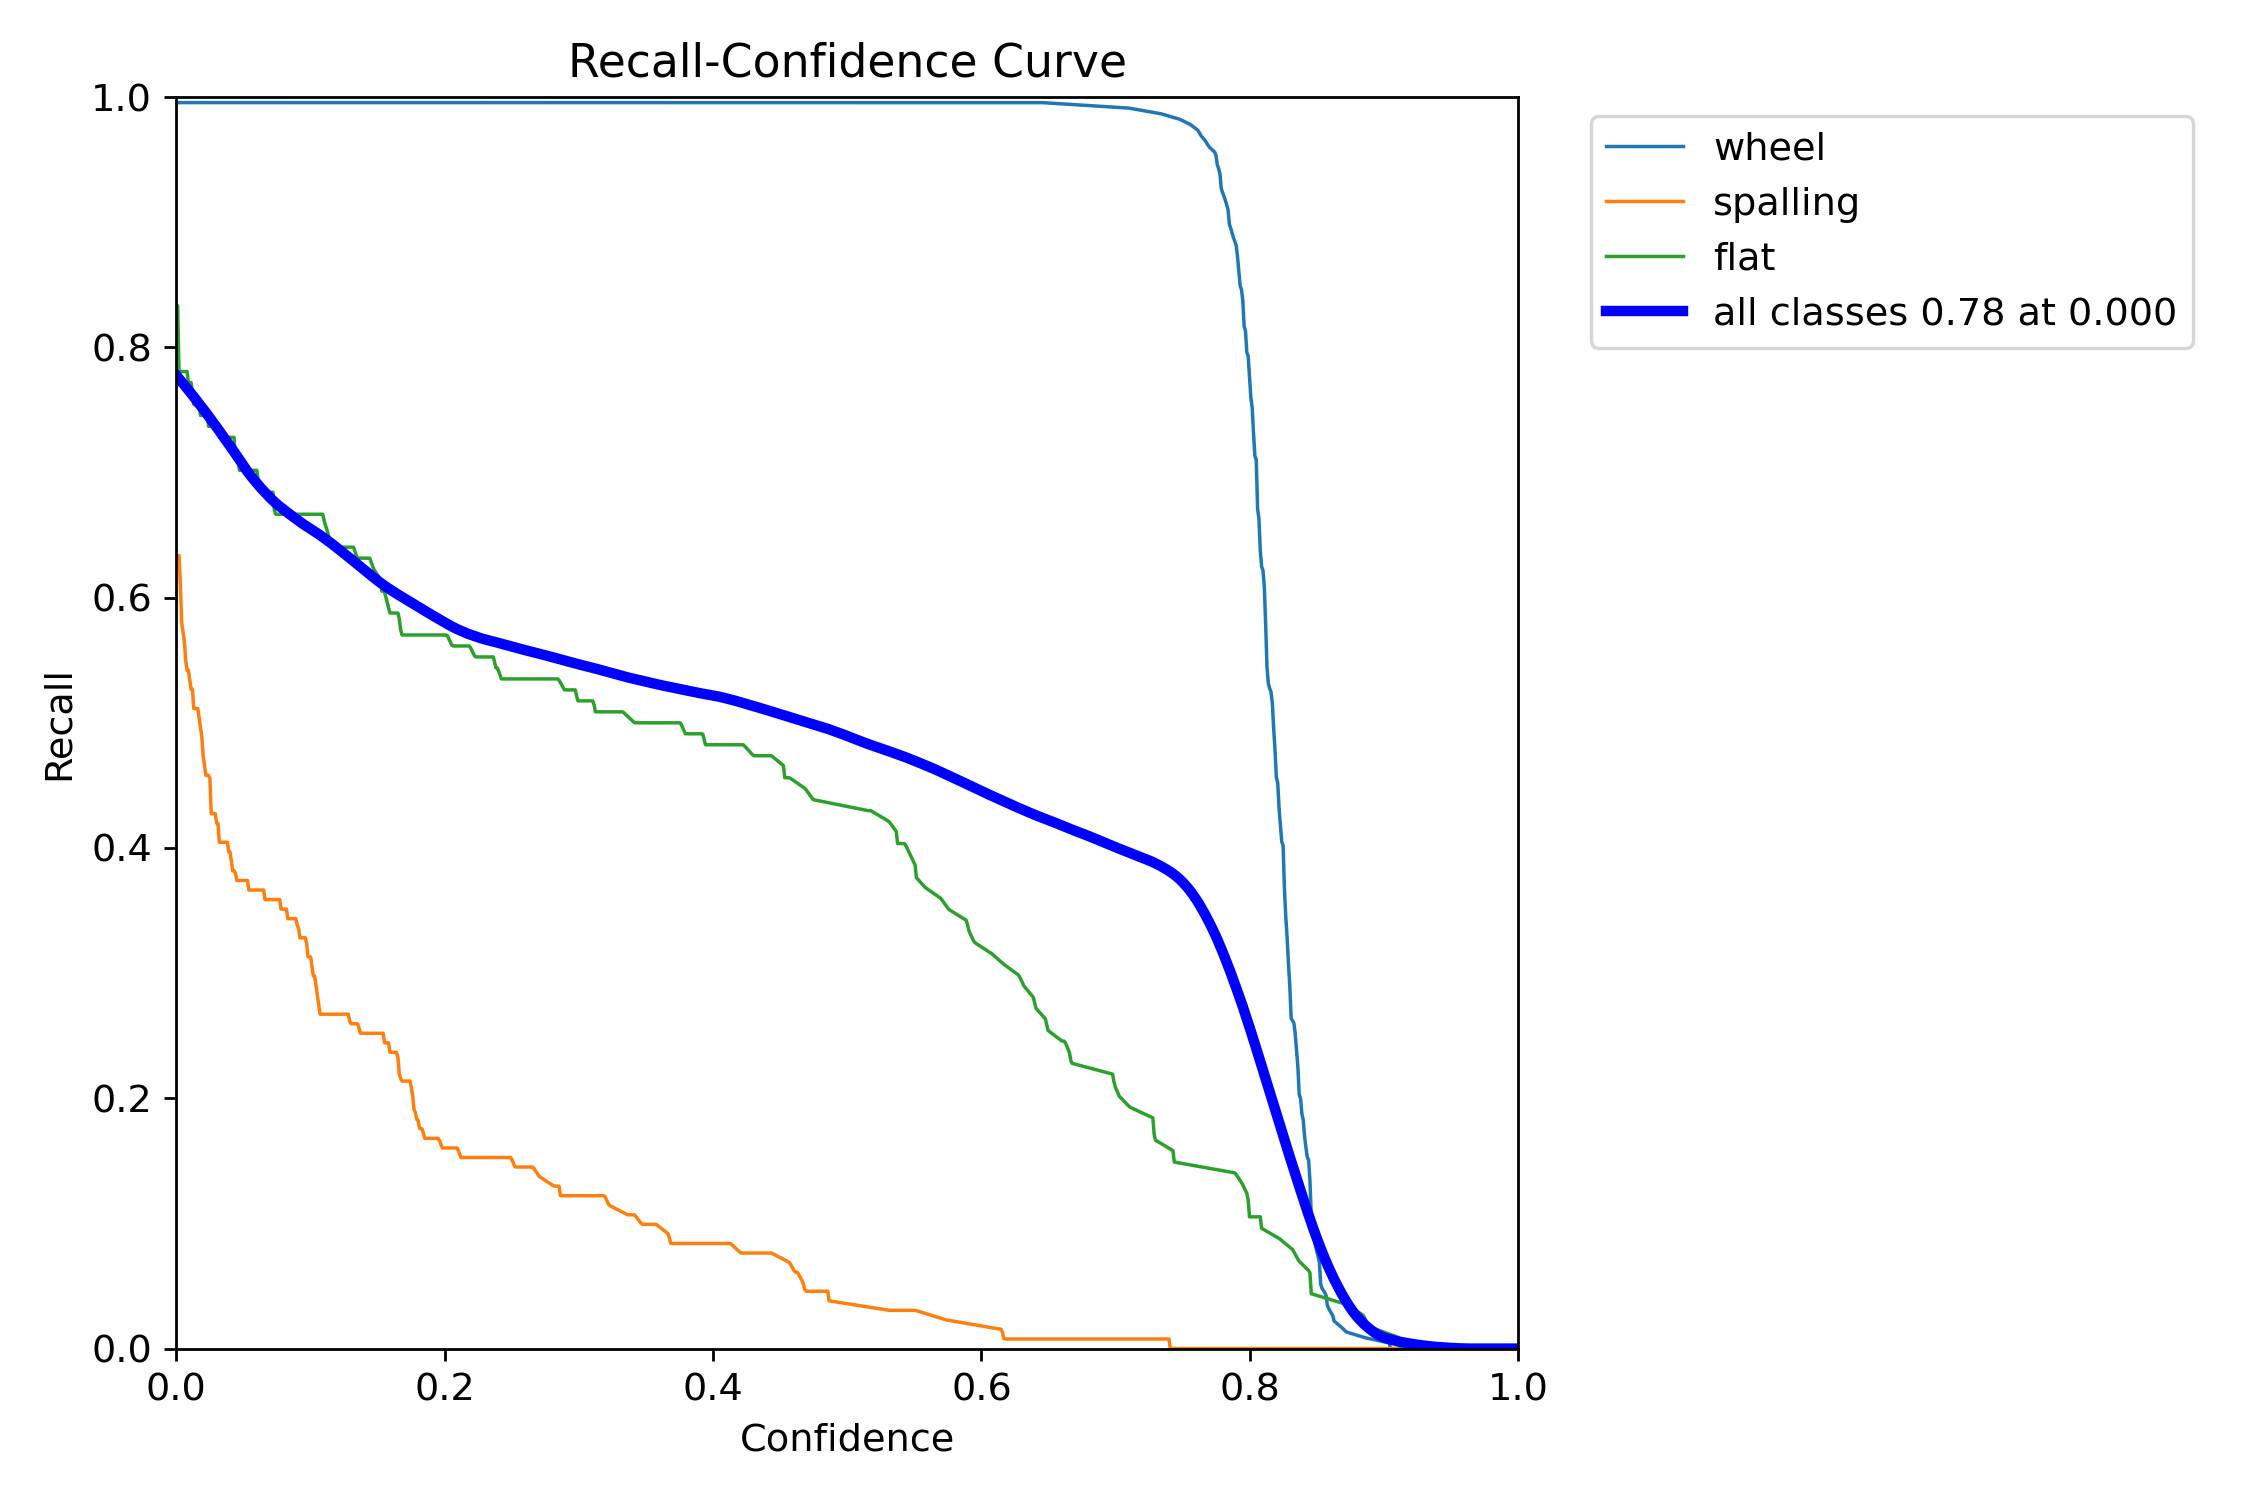 Recall-Confidence Curve
1.0
0.8
0.6
0.4
0.2
0.0
Recall
0.0 0.2 0.4 0.6 0.8 1.0
Confidence
wheel
spalling
flat
all classes 0.78 at 0.000